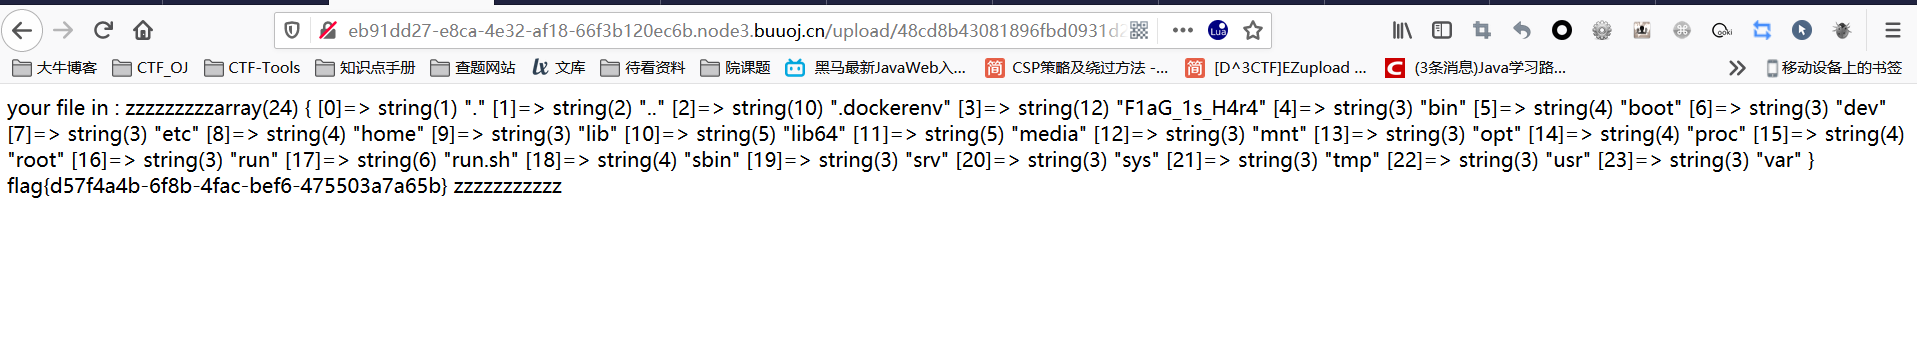 eb91dd27-e8ca-4e32-af18-66f3b120ec6b.node3.buuoj.cn/upload/48cd8b43081896fbd0931d2
Lua
大牛博客 CTF_OJ CTF-Tools 知识点手册 查题网站 文库 待看资料 院课题 黑马最新JavaWeb入... 简 CSP策略及绕过方法 -... 简 [D^3CTF]EZupload ... C (3条消息)Java学习路... 移动设备上的书签
your file in : zzzzzzzzzarray(24) { [0]=> string(1) "." [1]=> string(2) ".." [2]=> string(10) ".dockerenv" [3]=> string(12) "F1aG_1s_H4r4" [4]=> string(3) "bin" [5]=> string(4) "boot" [6]=> string(3) "dev"
[7]=> string(3) "etc" [8]=> string(4) "home" [9]=> string(3) "lib" [10]=> string(5) "lib64" [11]=> string(5) "media" [12]=> string(3) "mnt" [13]=> string(3) "opt" [14]=> string(4) "proc" [15]=> string(4)
"root" [16]=> string(3) "run" [17]=> string(6) "run.sh" [18]=> string(4) "sbin" [19]=> string(3) "srv" [20]=> string(3) "sys" [21]=> string(3) "tmp" [22]=> string(3) "usr" [23]=> string(3) "var" }
flag{d57f4a4b-6f8b-4fac-bef6-475503a7a65b} zzzzzzzzzzz